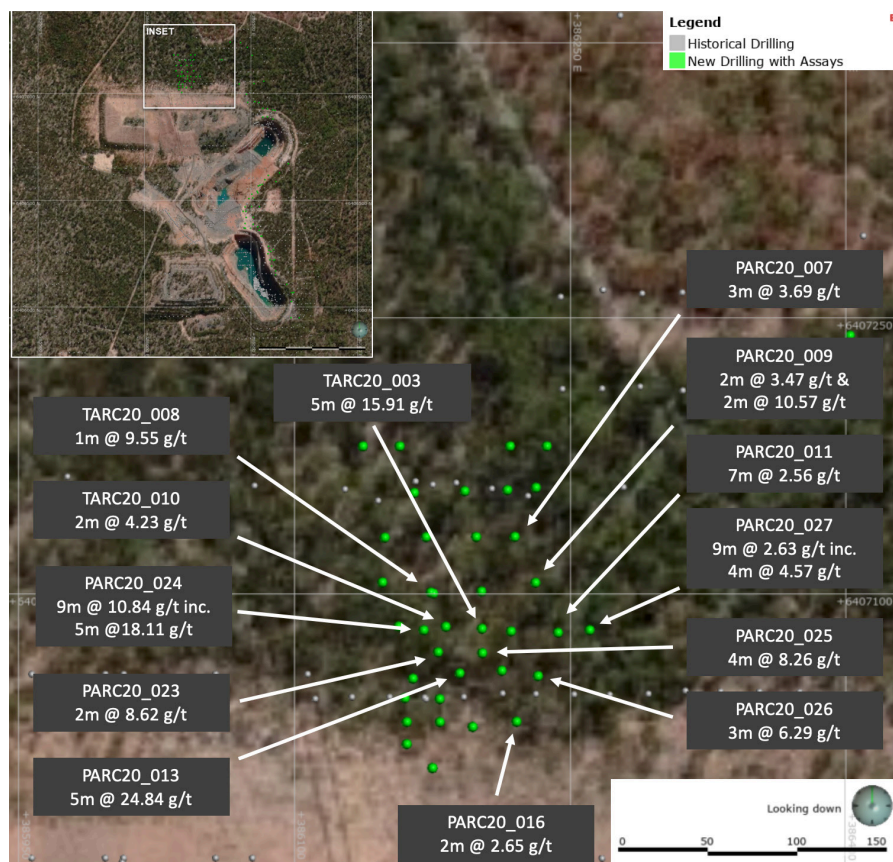 INSET
+386250 E
Legend
Historical Drilling
New Drilling with Assays
PARC20_007
3m @ 3.69 g/t
+6407250
TARC20_003
5m @ 15.91 g/t
PARC20_009
2m @ 3.47 g/t &
2m @ 10.57 g/t
TARC20_008
1m @ 9.55 g/t
PARC20_011
7m @ 2.56 g/t
TARC20_010
2m @ 4.23 g/t
PARC20_027
9m @ 2.63 g/t inc.
4m @ 4.57 g/t
PARC20_024
9m @ 10.84 g/t inc.
5m @18.11 g/t
+6407100
PARC20_025
4m @ 8.26 g/t
PARC20_023
2m @ 8.62 g/t
PARC20_026
3m @ 6.29 g/t
PARC20_013
5m @ 24.84 g/t
PARC20_016
2m @ 2.65 g/t
Looking down
0 50 100 150